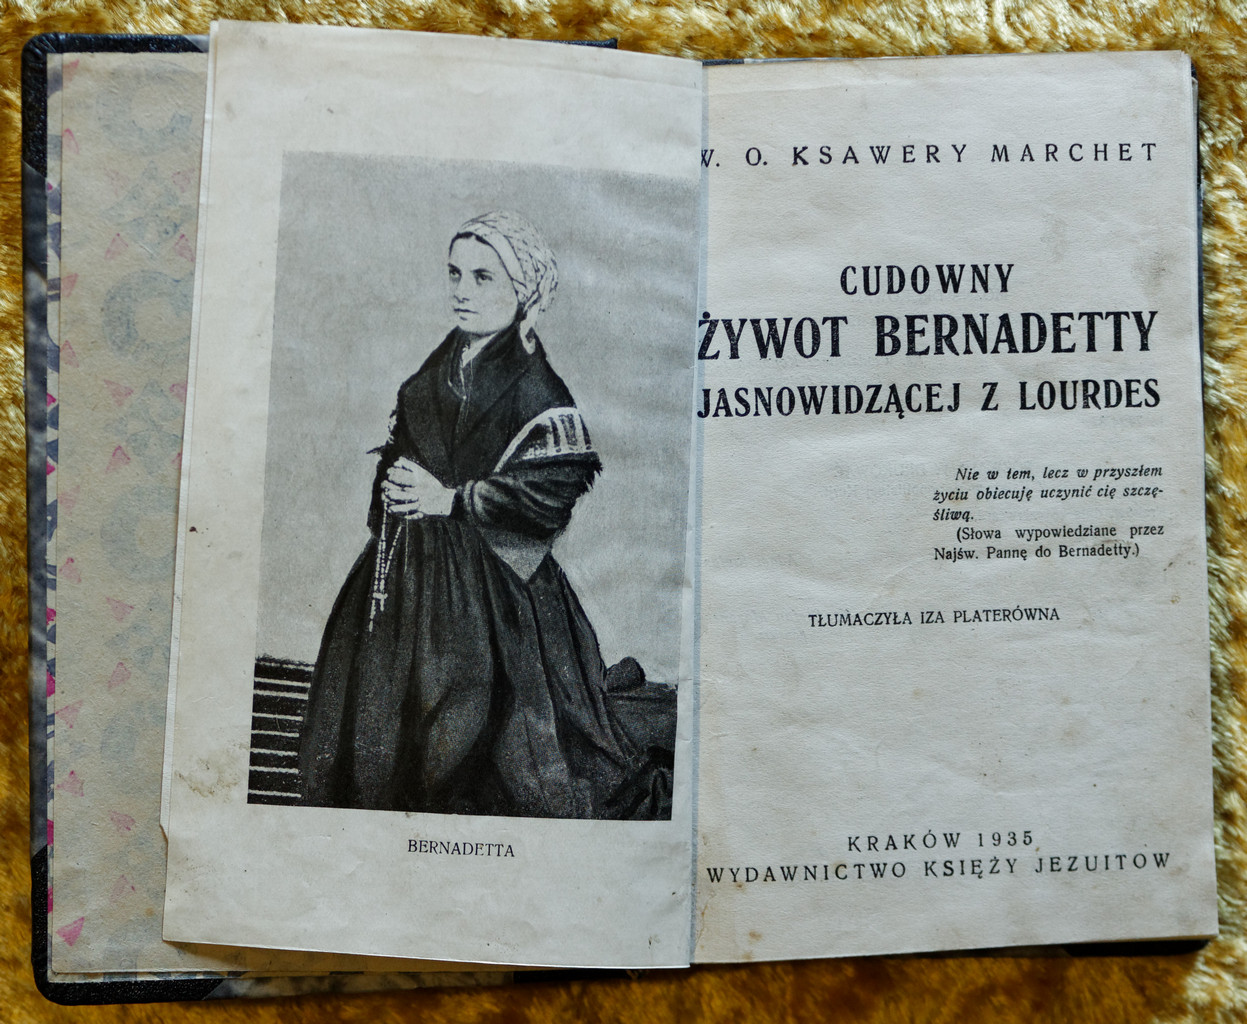 BERNADETTA
W. O. KSAWERY MARCHET
CUDOWNY
ŻYWOT BERNADETTY
JASNOWIDZĄCEJ Z LOURDES
Nie w tem, lecz w przyszłem
życiu obiecuję uczynić cię szczę-
śliwą.
(Słowa wypowiedziane przez
Najśw. Pannę do Bernadetty.)
TŁUMACZYŁA IZA PLATERÓWNA
KRAKÓW 1935
WYDAWNICTWO KSIĘŻY JEZUITOW